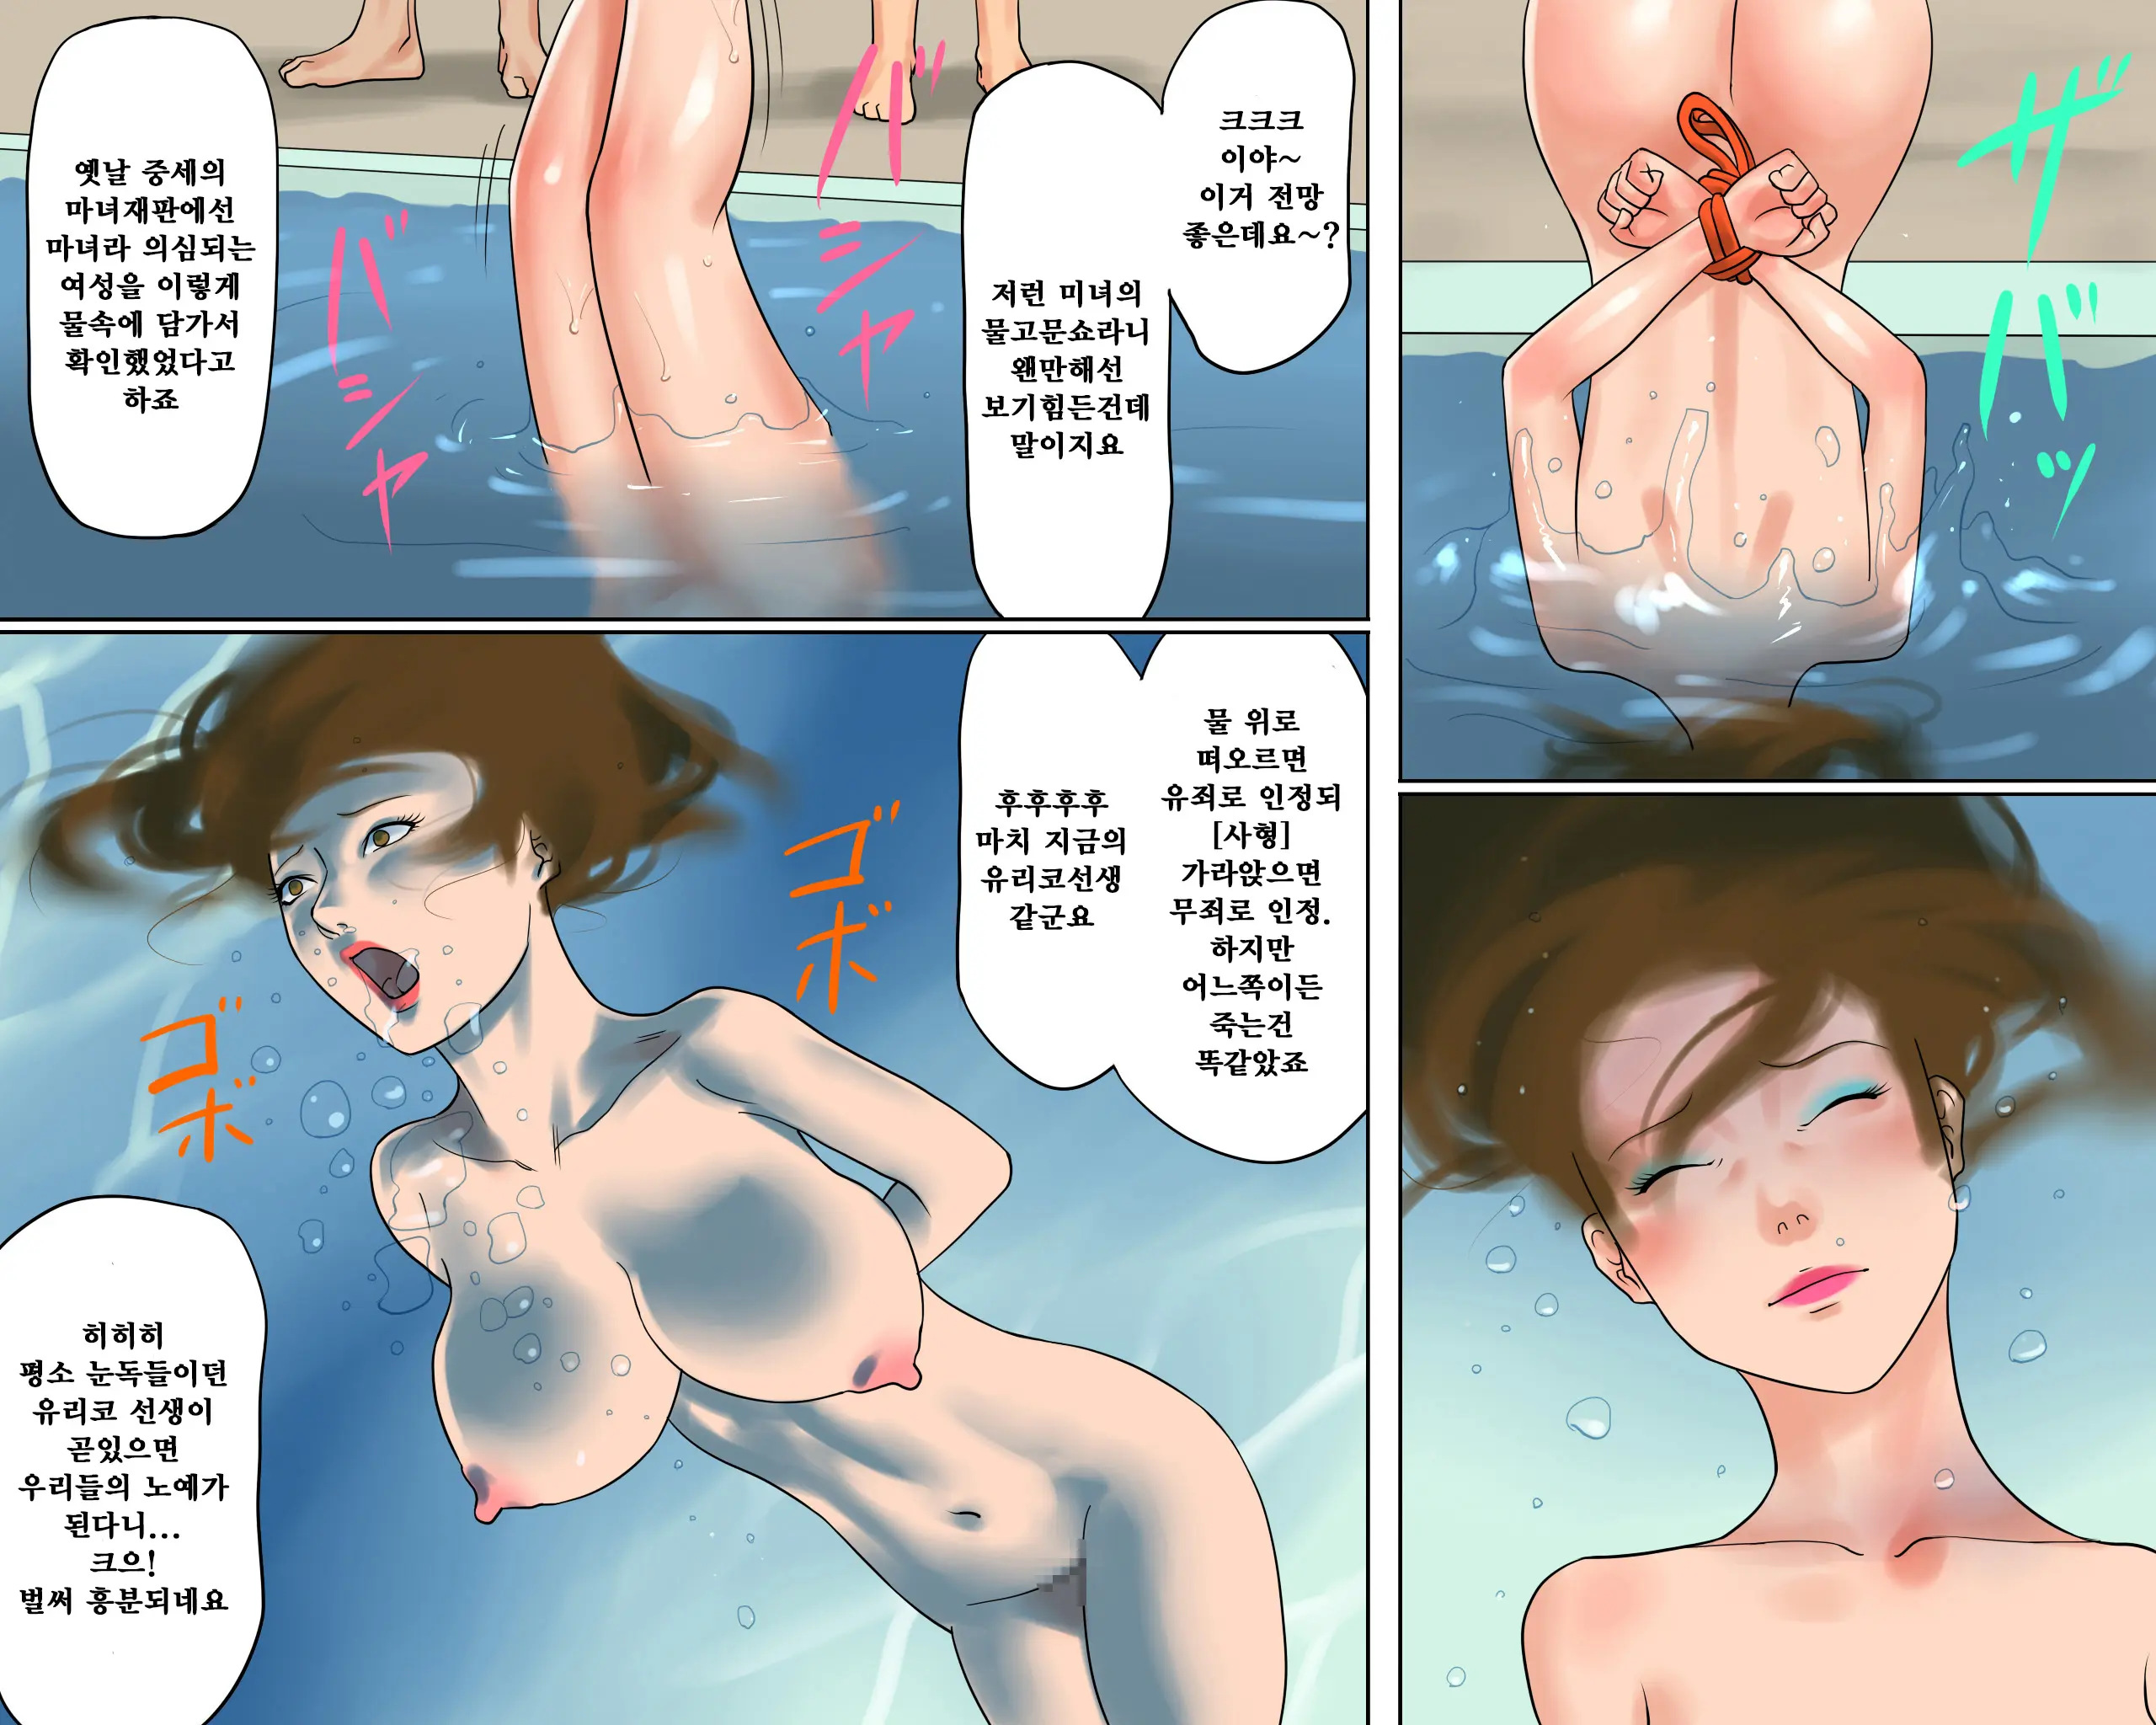 크크크
이야~
이거 전망
좋은데요~?
저런 미녀의
물고문쇼라니
왠만해선
보기힘든건데
말이지요
옛날 중세의
마녀재판에선
마녀라 의심되는
여성을 이렇게
물속에 담가서
확인했었다고
하죠
バシャ
バシャ
ザバッ
물 위로
떠오르면
유죄로 인정되
[사형]
가라앉으면
무죄로 인정.
하지만
어느쪽이든
죽는건
똑같았죠
후후후후
마치 지금의
유리코선생
같군요
ゴボ
ゴボ
히히히
평소 눈독들이던
유리코 선생이
곧있으면
우리들의 노예가
된다니...
크으!
벌써 흥분되네요